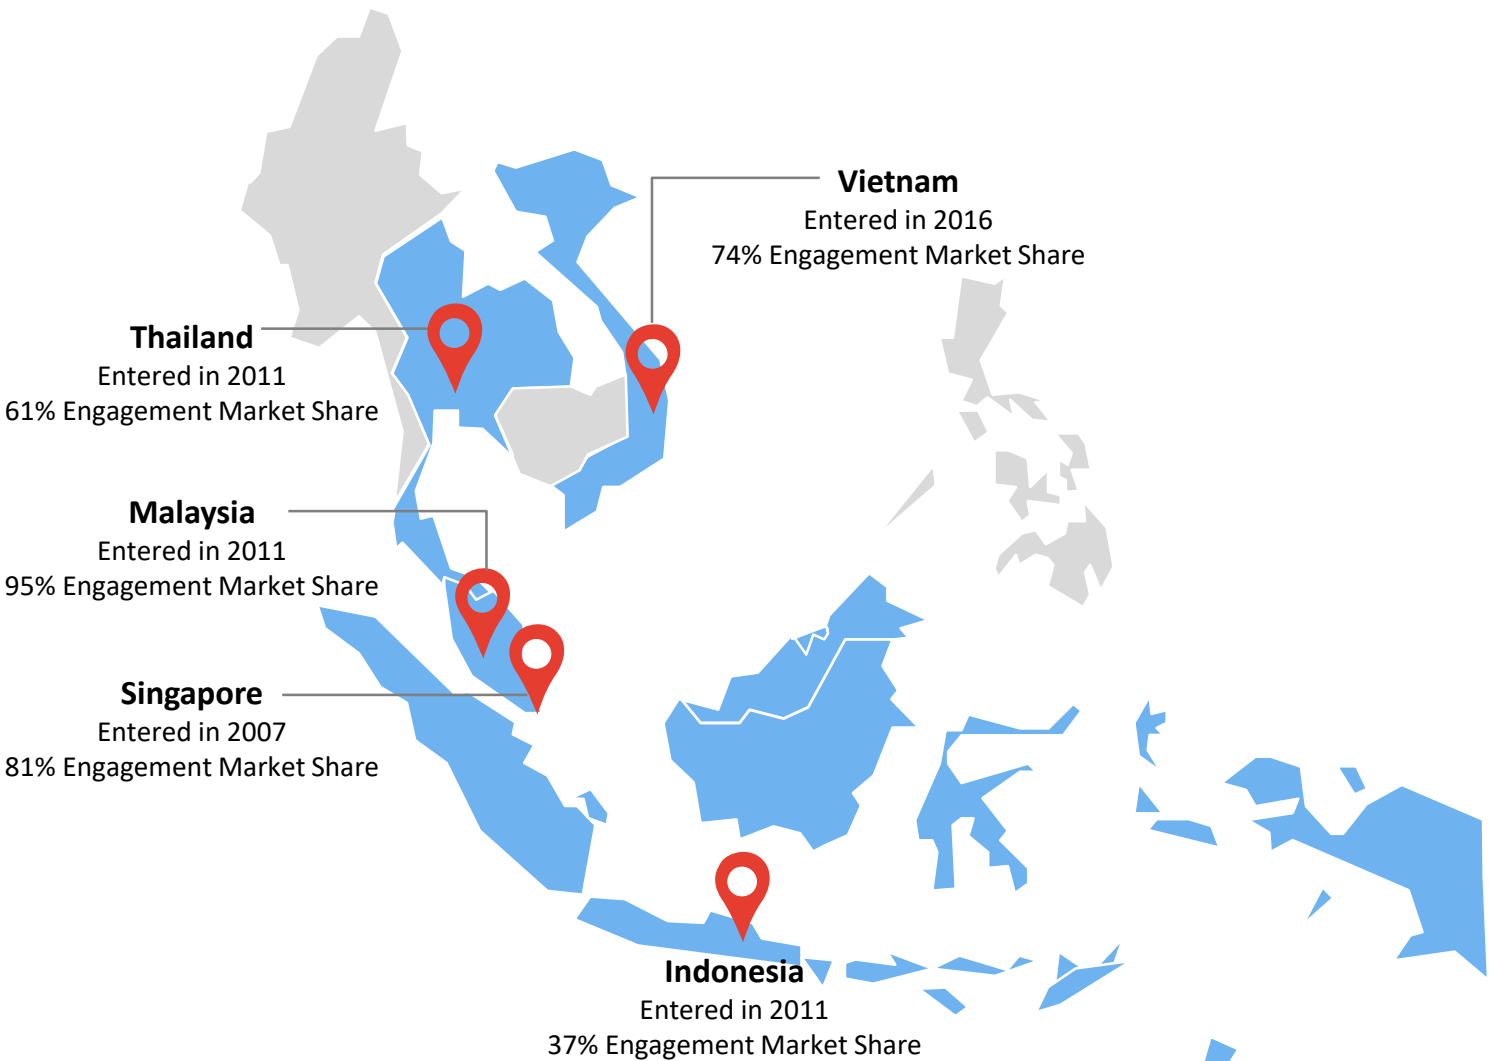 Vietnam
Entered in 2016
74% Engagement Market Share
Thailand
Entered in 2011
61% Engagement Market Share
Malaysia
Entered in 2011
95% Engagement Market Share
Singapore
Entered in 2007
81% Engagement Market Share
Indonesia
Entered in 2011
37% Engagement Market Share